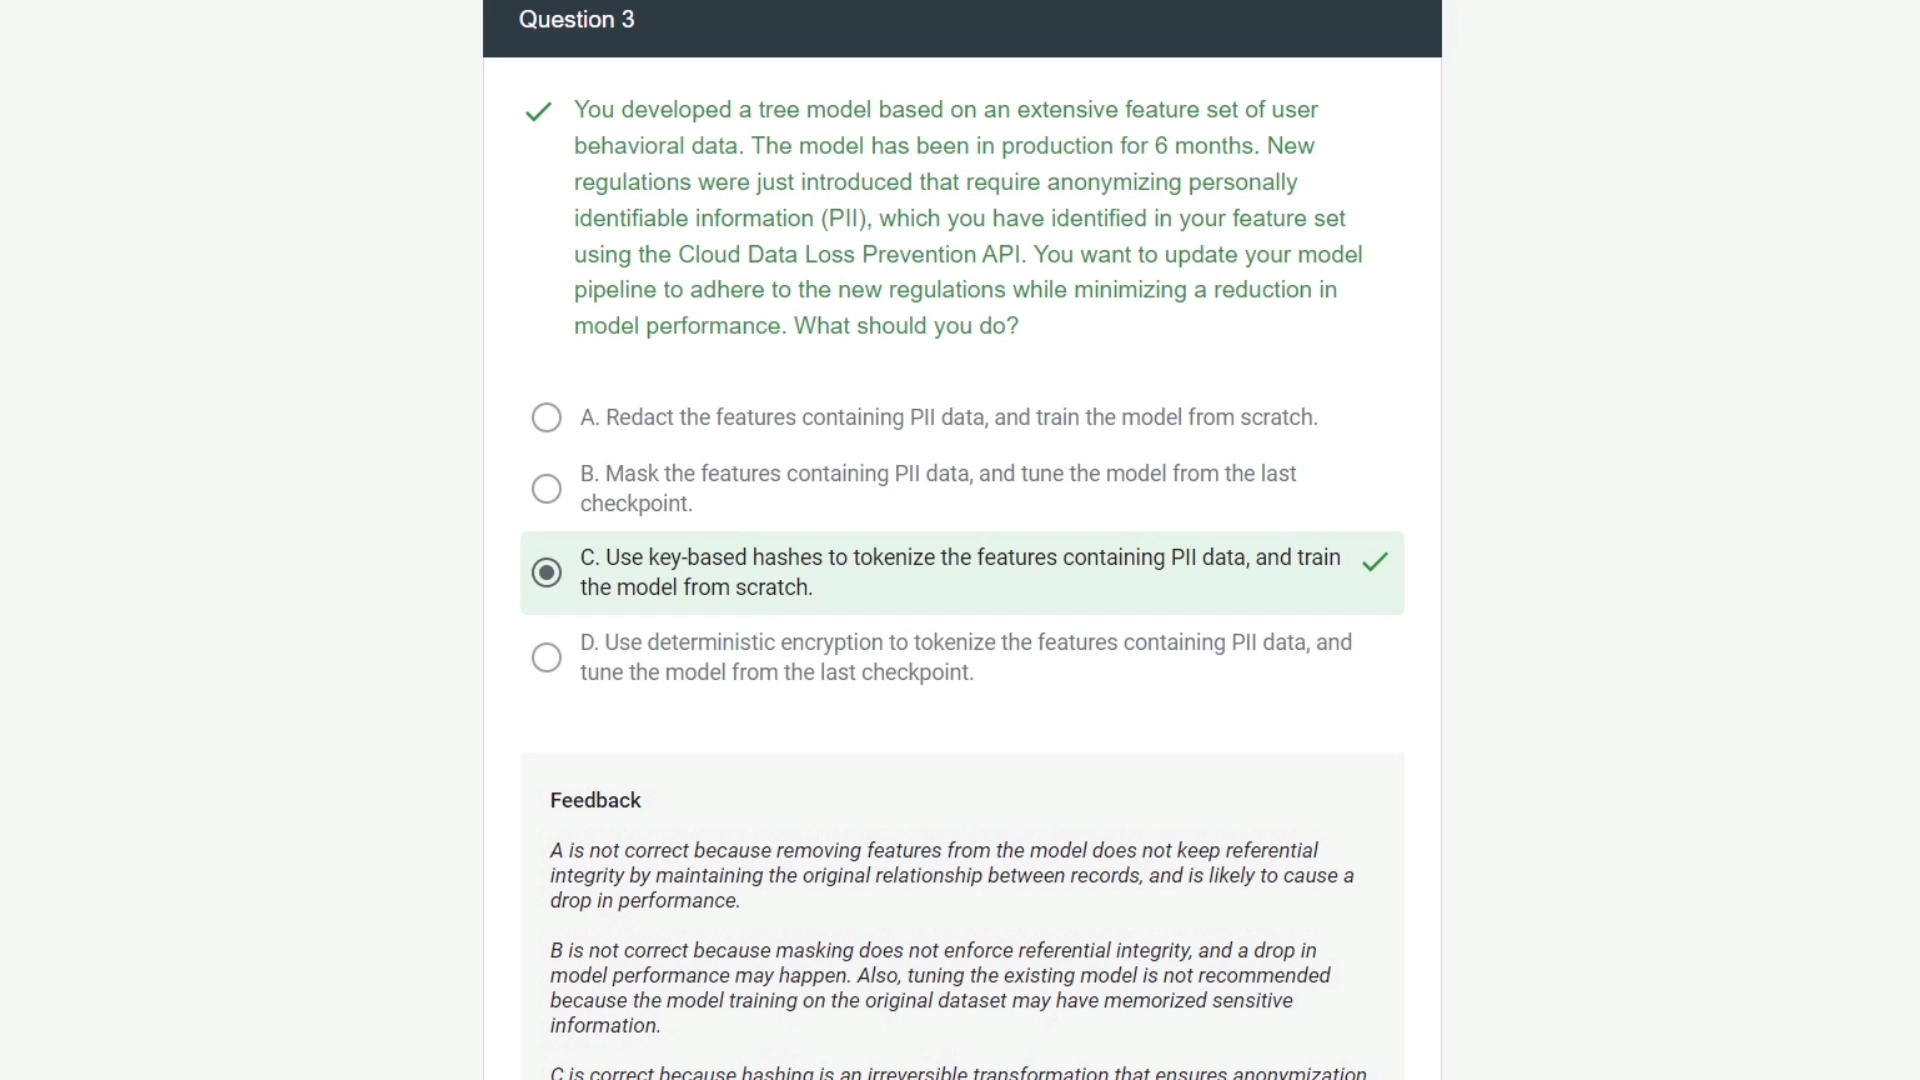 Question 3
You developed a tree model based on an extensive feature set of user
behavioral data. The model has been in production for 6 months. New
regulations were just introduced that require anonymizing personally
identifiable information (PII), which you have identified in your feature set
using the Cloud Data Loss Prevention API. You want to update your model
pipeline to adhere to the new regulations while minimizing a reduction in
model performance. What should you do?
A. Redact the features containing PII data, and train the model from scratch.
B. Mask the features containing PII data, and tune the model from the last
checkpoint.
C. Use key-based hashes to tokenize the features containing PII data, and train
the model from scratch.
D. Use deterministic encryption to tokenize the features containing PII data, and
tune the model from the last checkpoint.
Feedback
A is not correct because removing features from the model does not keep referential
integrity by maintaining the original relationship between records, and is likely to cause a
drop in performance.
B is not correct because masking does not enforce referential integrity, and a drop in
model performance may happen. Also, tuning the existing model is not recommended
because the model training on the original dataset may have memorized sensitive
information.
C is correct because hashing is an irreversible transformation that ensures anonymization